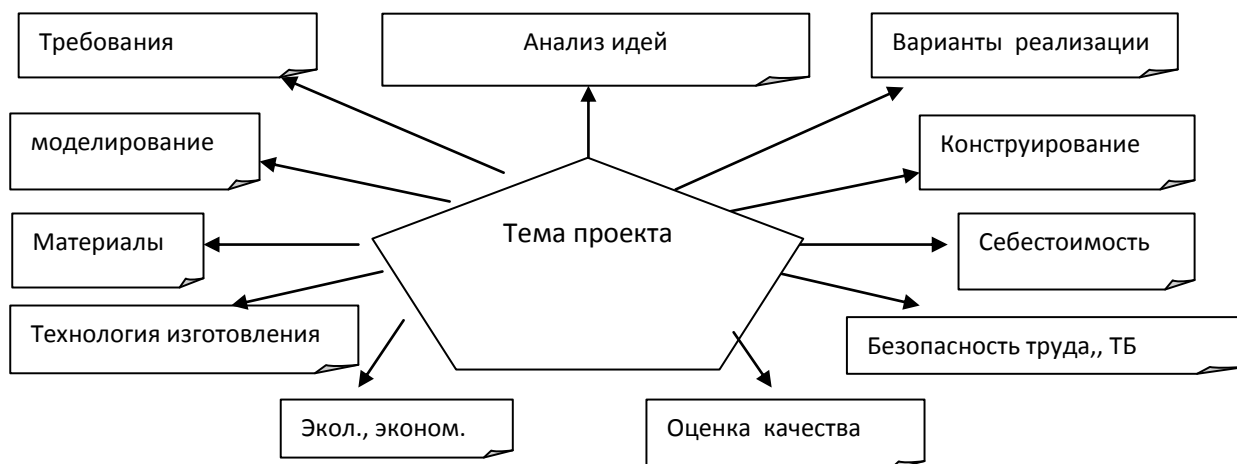 Требования
Анализ идей
Варианты реализации
моделирование
Конструирование
Тема проекта
Материалы
Себестоимость
Технология изготовления
Безопасность труда,, ТБ
Экол., эконом.
Оценка качества